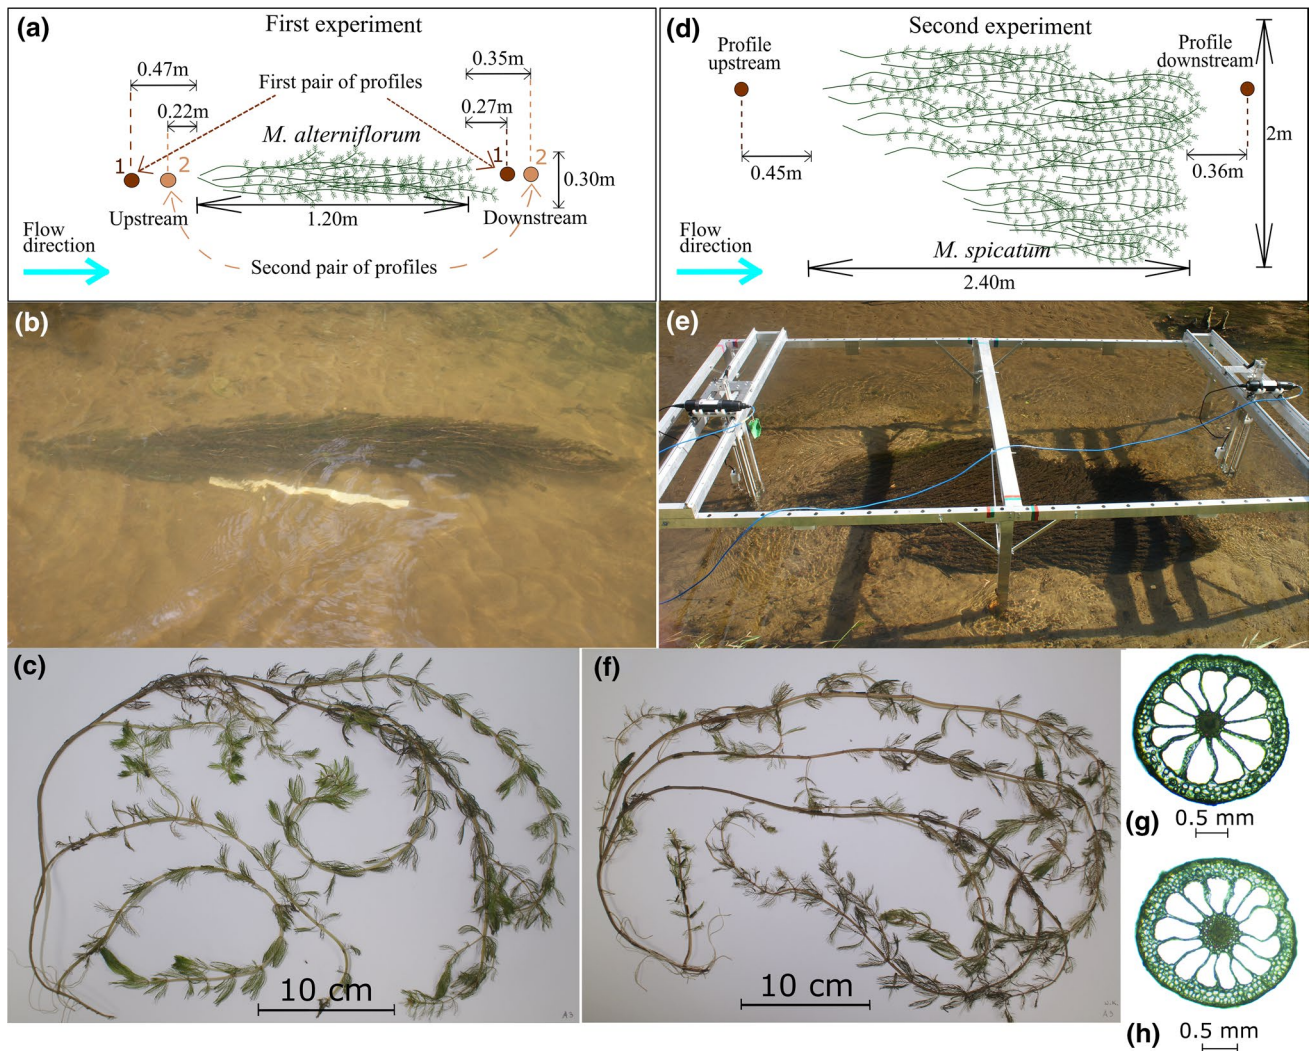 (a)
First experiment
0.47m
0.35m
First pair of profiles
0.22m
0.27m
M. alterniflorum
1
2
1
2
0.30m
Upstream
1.20m
Downstream
Flow
direction
Second pair of profiles
(d)
Second experiment
Profile
upstream
Profile
downstream
2m
0.45m
0.36m
Flow
direction
M. spicatum
2.40m
(b)
(e)
(c)
10 cm
A3
(f)
10 cm
A3
(g)
0.5 mm
(h)
0.5 mm